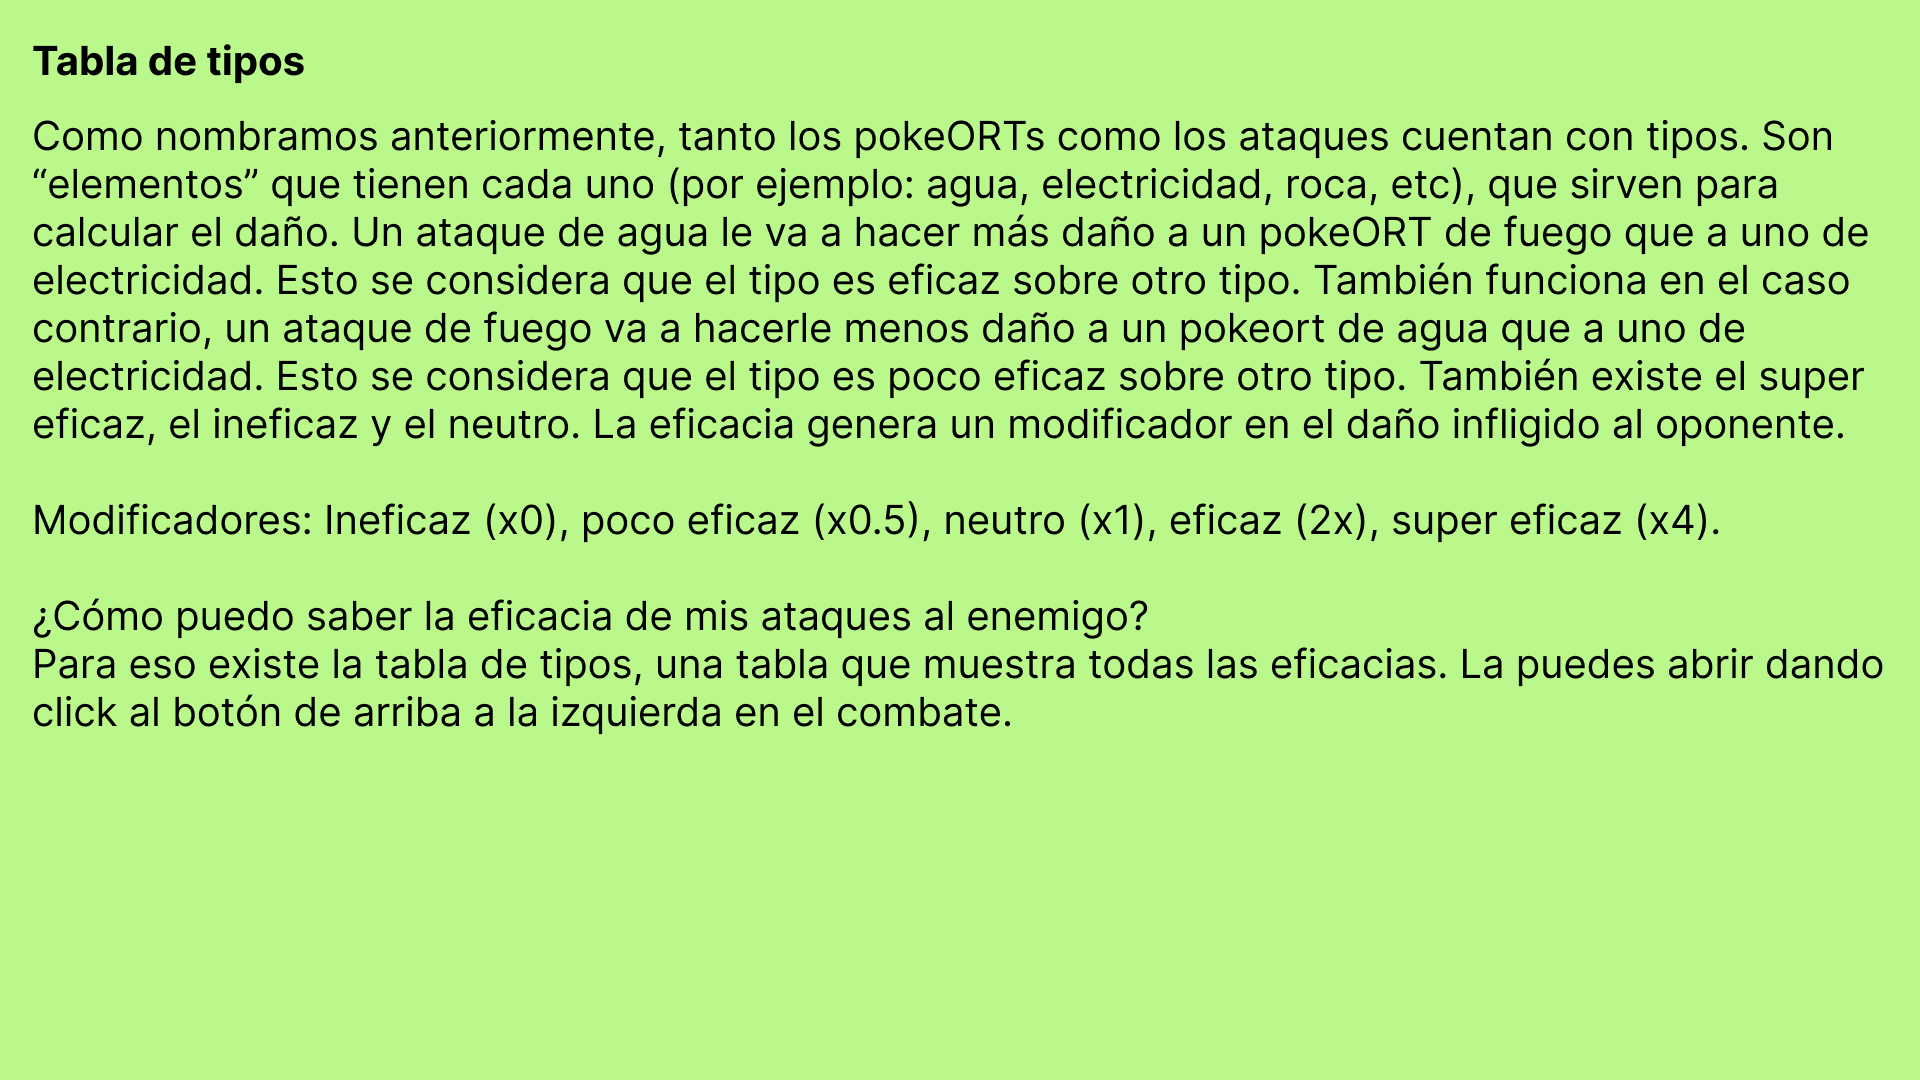 Tabla de tipos
Como nombramos anteriormente, tanto los pokeORTs como los ataques cuentan con tipos. Son
“elementos” que tienen cada uno (por ejemplo: agua, electricidad, roca, etc), que sirven para
calcular el daño. Un ataque de agua le va a hacer más daño a un pokeORT de fuego que a uno de
electricidad. Esto se considera que el tipo es eficaz sobre otro tipo. También funciona en el caso
contrario, un ataque de fuego va a hacerle menos daño a un pokeort de agua que a uno de
electricidad. Esto se considera que el tipo es poco eficaz sobre otro tipo. También existe el super
eficaz, el ineficaz y el neutro. La eficacia genera un modificador en el daño infligido al oponente.
Modificadores: Ineficaz (x0), poco eficaz (x0.5), neutro (x1), eficaz (2x), super eficaz (x4).
¿Cómo puedo saber la eficacia de mis ataques al enemigo?
Para eso existe la tabla de tipos, una tabla que muestra todas las eficacias. La puedes abrir dando
click al botón de arriba a la izquierda en el combate.